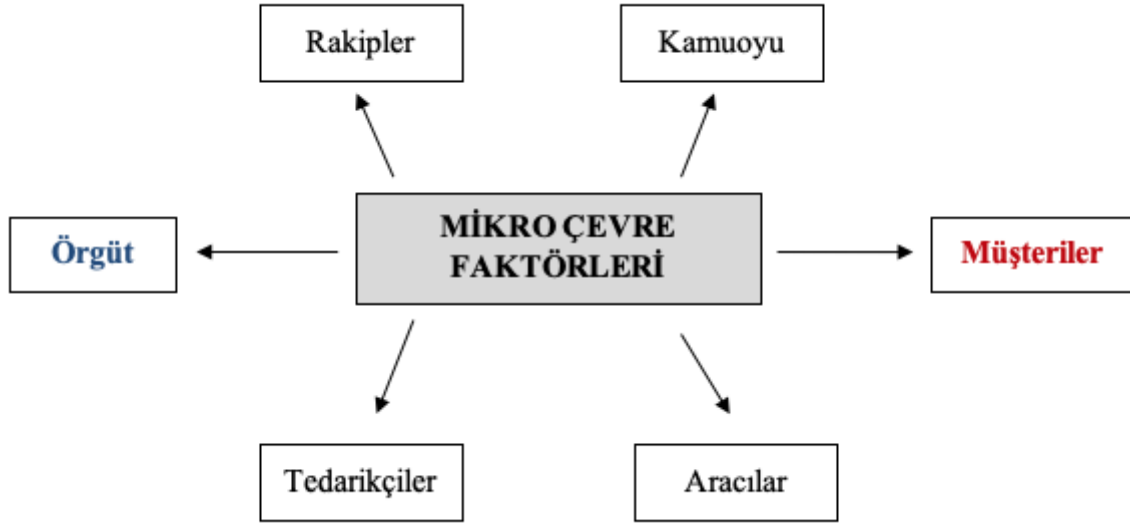 Rakipler
Kamuoyu
Örgüt
MİKRO ÇEVRE
FAKTÖRLERİ
Müşteriler
Tedarikçiler
Aracılar